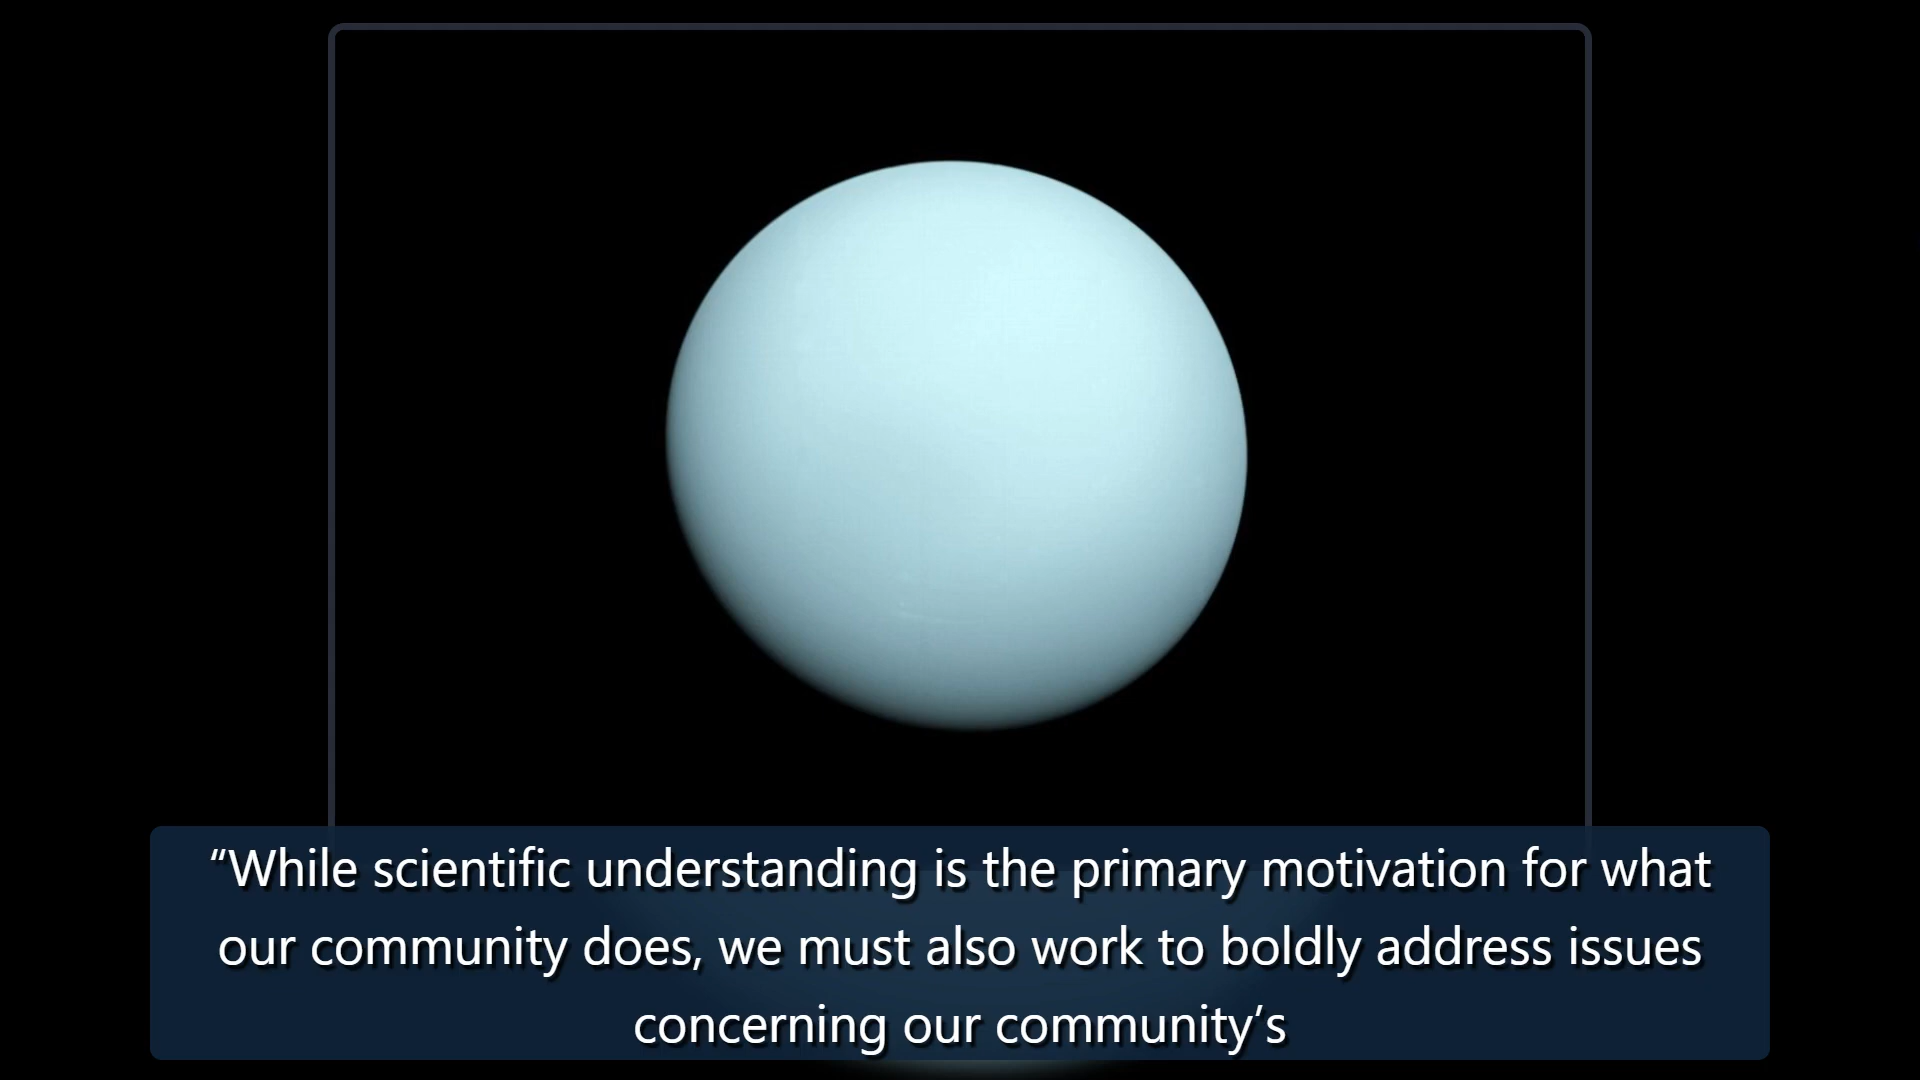 “While scientific understanding is the primary motivation for what
our community does, we must also work to boldly address issues
concerning our community’s